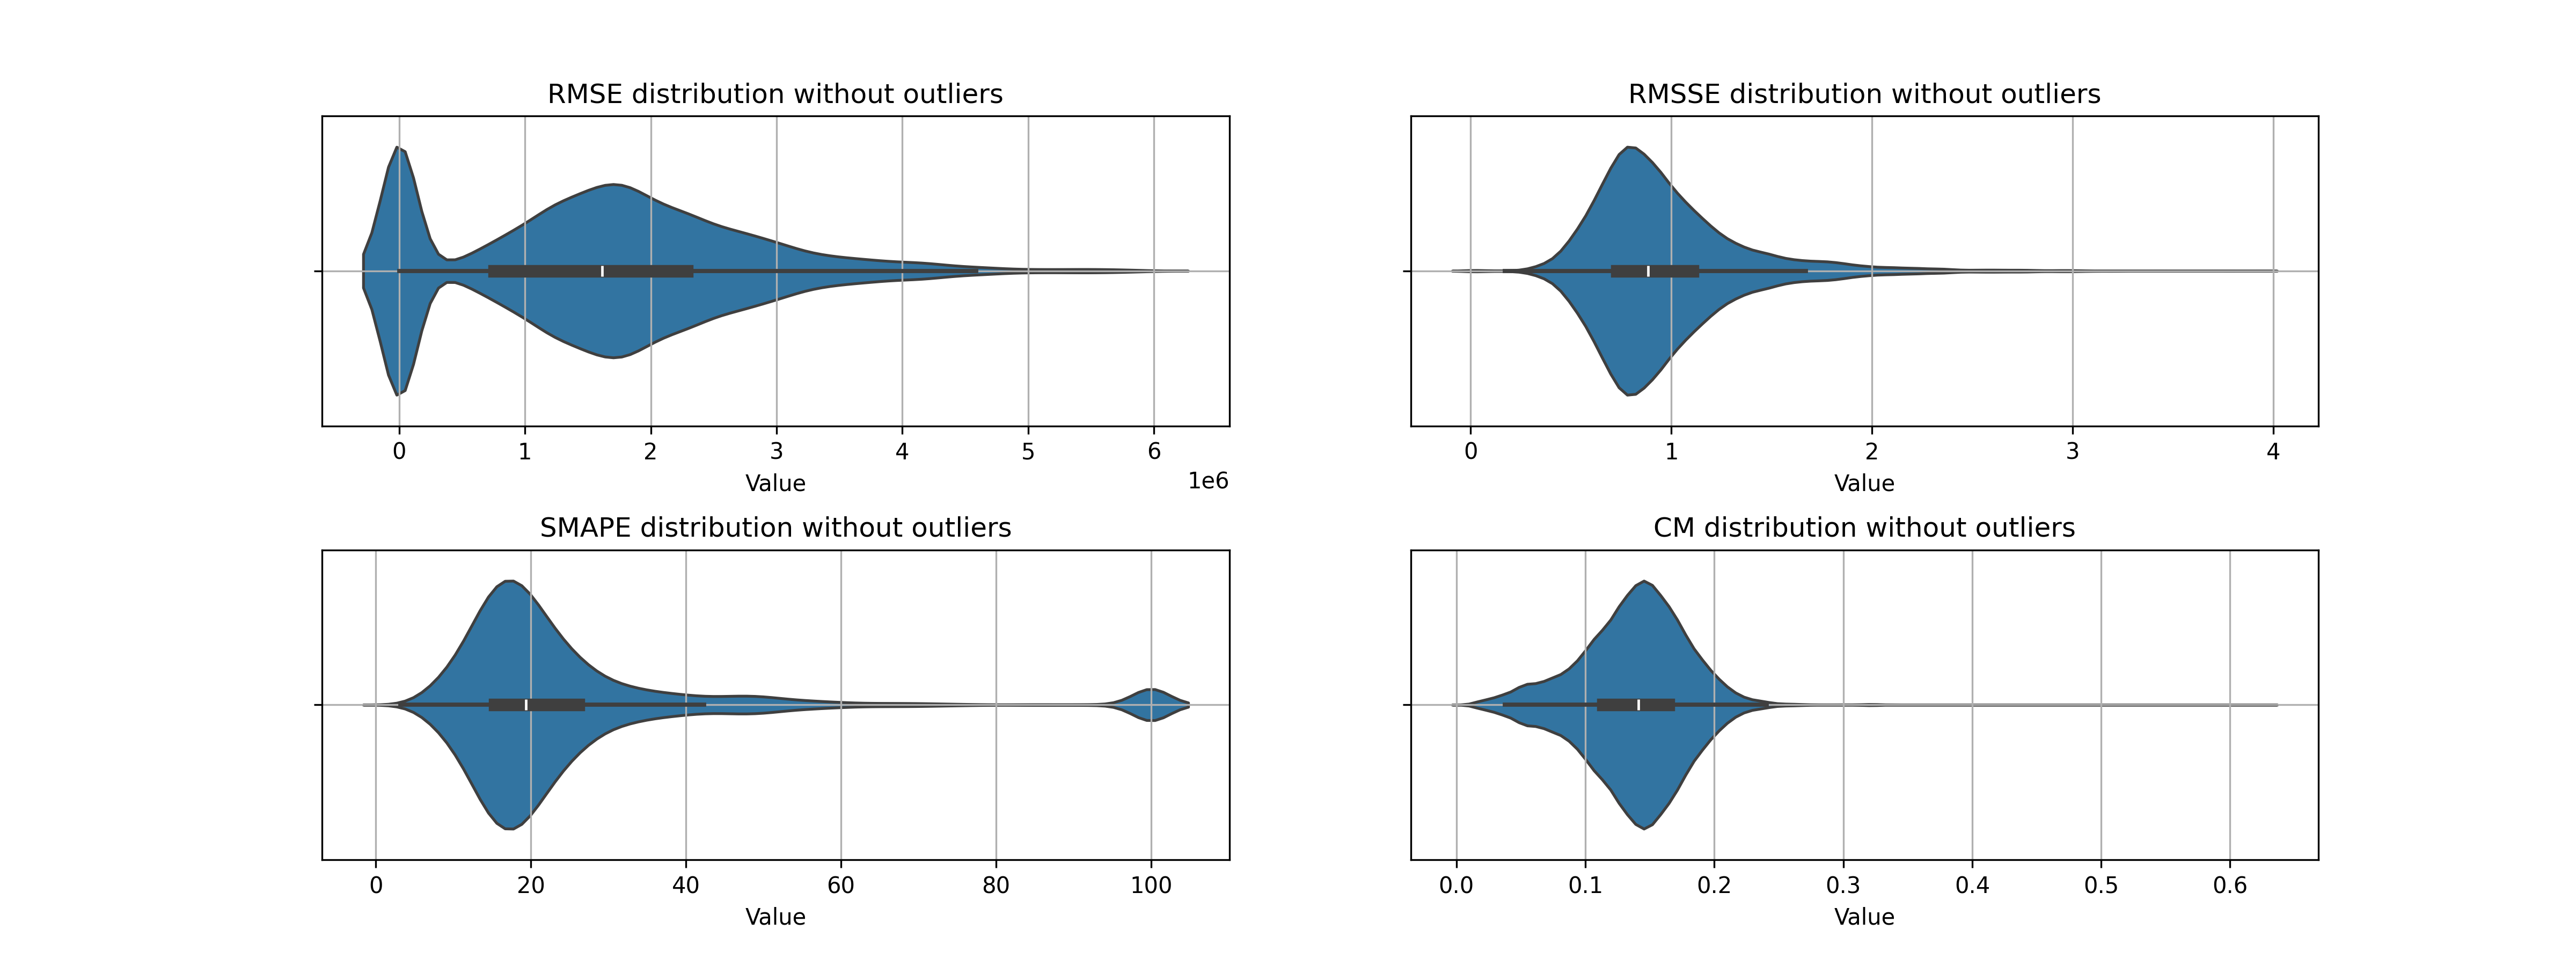 RMSE distribution without outliers
0 1 2 3 4 5 6
Value
1e6
RMSSE distribution without outliers
0 1 2 3 4
Value
SMAPE distribution without outliers
0 20 40 60 80 100
Value
CM distribution without outliers
0.0 0.1 0.2 0.3 0.4 0.5 0.6
Value